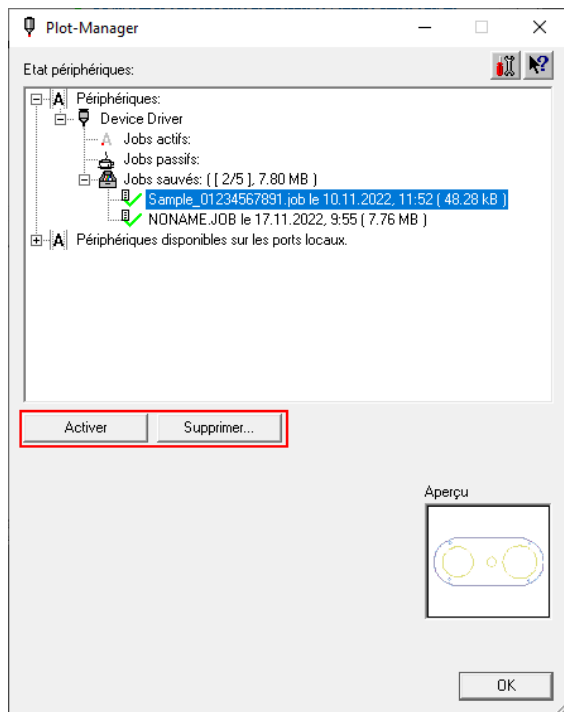 Plot-Manager
Etat périphériques:
Périphériques:
Device Driver
Jobs actifs:
Jobs passifs:
Jobs sauvés: ( [ 2/5 ], 7.80 MB )
Sample_01234567891.job le 10.11.2022, 11:52 ( 48.28 kB )
NONAME.JOB le 17.11.2022, 9:55 ( 7.76 MB )
Périphériques disponibles sur les ports locaux.
Activer Supprimer...
Aperçu
OK